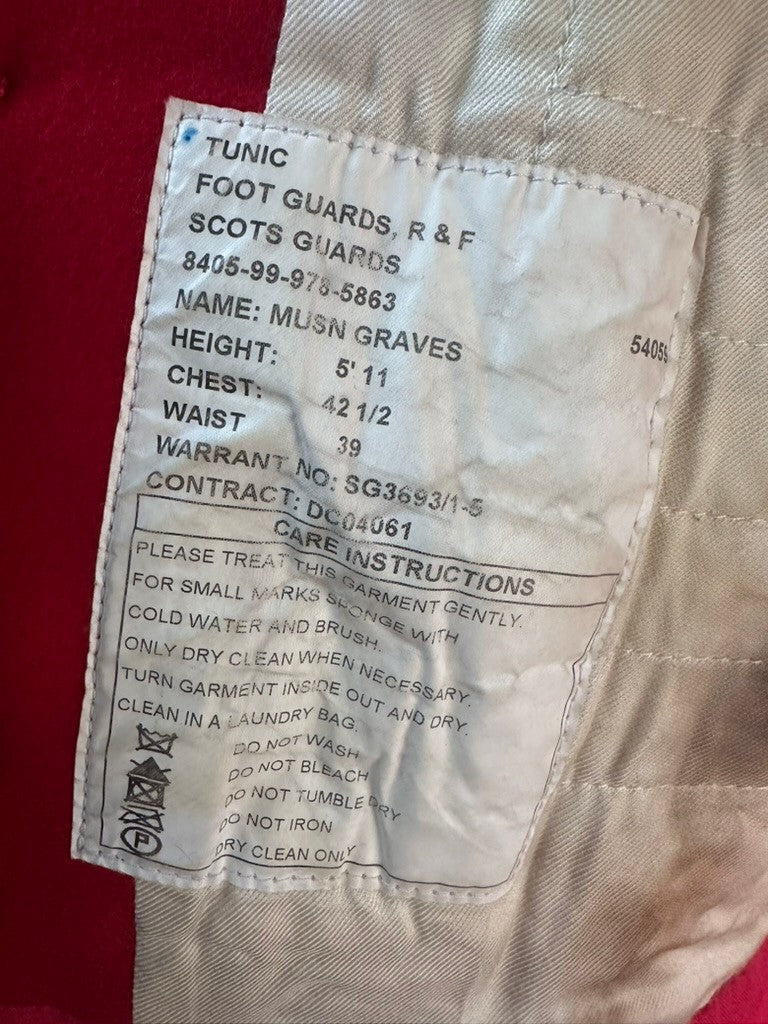 TUNIC
FOOT GUARDS, R & F
SCOTS GUARDS
8405-99-978-5863
NAME: MUSN GRAVES
54059
HEIGHT: 5' 11
CHEST: 42 1/2
WAIST 39
WARRANT NO: SG3693/1-5
CONTRACT: DC04061
CARE INSTRUCTIONS
PLEASE TREAT THIS GARMENT GENTLY.
FOR SMALL MARKS SPONGE WITH
COLD WATER AND BRUSH.
ONLY DRY CLEAN WHEN NECESSARY.
TURN GARMENT INSIDE OUT AND DRY.
CLEAN IN A LAUNDRY BAG.
DO NOT WASH
DO NOT BLEACH
DO NOT TUMBLE DRY
DO NOT IRON
P DRY CLEAN ONLY